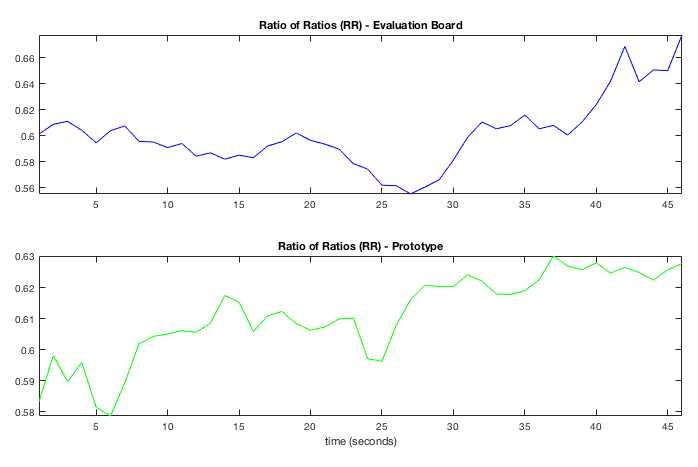 Ratio of Ratios (RR) - Evaluation Board
0.66
0.64
0.62
0.6
0.58
0.56
5 10 15 20 25 30 35 40 45
Ratio of Ratios (RR) - Prototype
0.63
0.62
0.61
0.6
0.59
0.58
5 10 15 20 25 30 35 40 45
time (seconds)